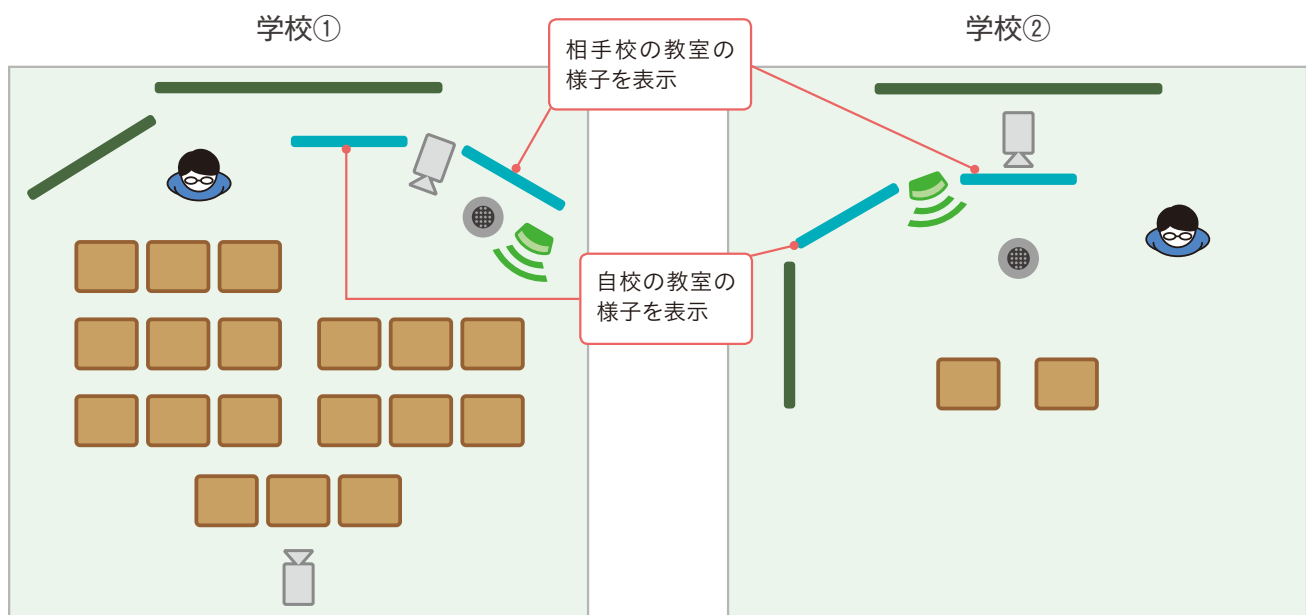 学校①
学校②
相手校の教室の
様子を表示
自校の教室の
様子を表示